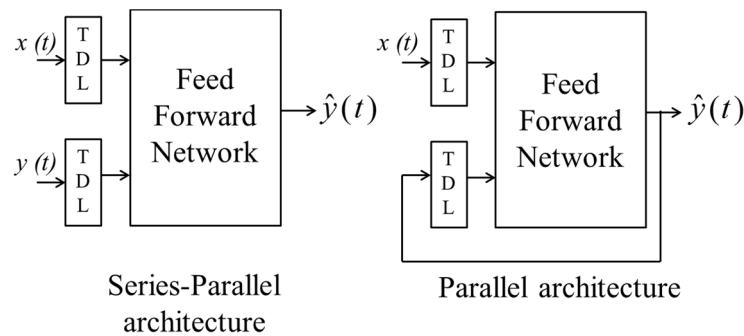 x (t)
T
D
L
Feed
Forward
Network
ŷ(t)
y (t)
T
D
L
Series-Parallel
architecture
x (t)
T
D
L
Feed
Forward
Network
ŷ(t)
T
D
L
Parallel architecture